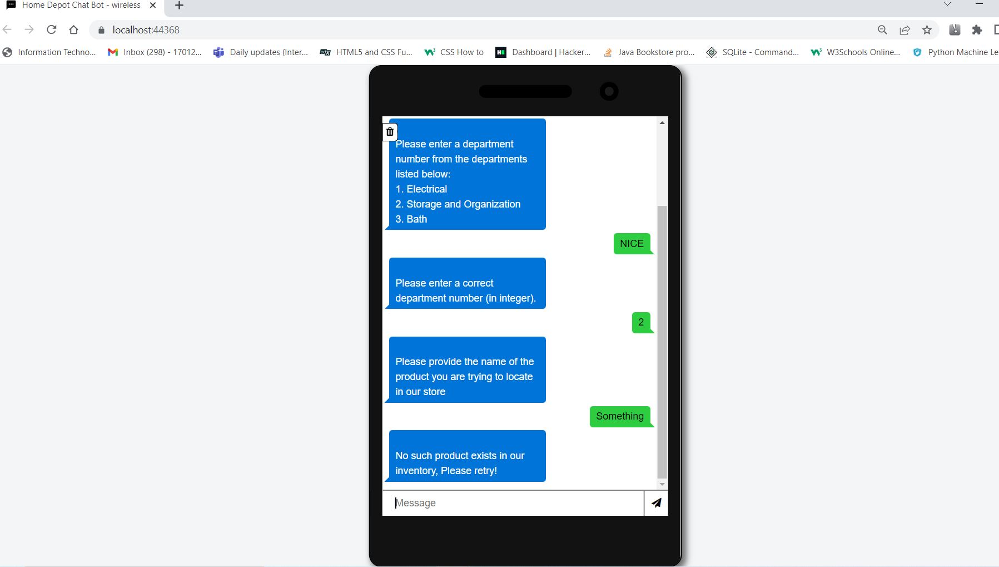 Home Depot Chat Bot - wireless
localhost:44368
Information Techno...
Inbox (298) - 17012...
Daily updates (Inter...
edX
HTML5 and CSS Fu...
CSS How to
Dashboard | Hacker...
Java Bookstore pro...
SQLite - Command...
W3Schools Online...
Python Machine Le
Please enter a department
number from the departments
listed below:
1. Electrical
2. Storage and Organization
3. Bath
NICE
Please enter a correct
department number (in integer).
2
Please provide the name of the
product you are trying to locate
in our store
Something
No such product exists in our
inventory, Please retry!
Message